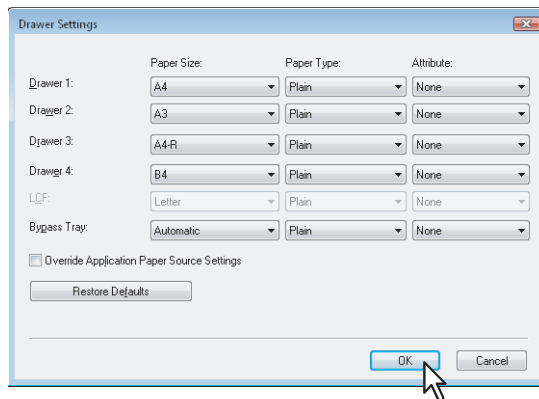 Drawer Settings
Paper Size: Paper Type: Attribute:
Drawer 1: A4 Plain None
Drawer 2: A3 Plain None
Drawer 3: A4-R Plain None
Drawer 4: B4 Plain None
LCF: Letter Plain None
Bypass Tray: Automatic Plain None
Override Application Paper Source Settings
Restore Defaults
OK Cancel